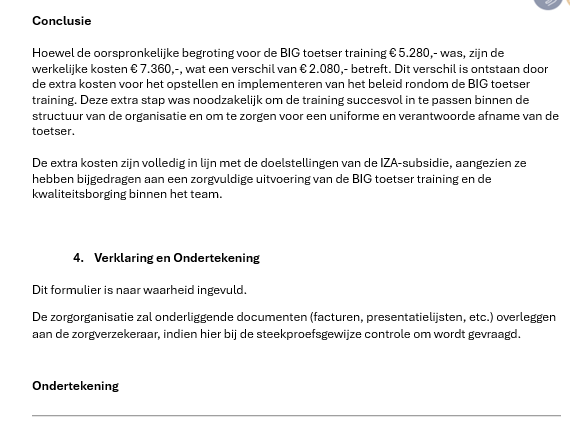 Conclusie
Hoewel de oorspronkelijke begroting voor de BIG toetser training € 5.280,- was, zijn de
werkelijke kosten € 7.360,-, wat een verschil van € 2.080,- betreft. Dit verschil is ontstaan door
de extra kosten voor het opstellen en implementeren van het beleid rondom de BIG toetser
training. Deze extra stap was noodzakelijk om de training succesvol in te passen binnen de
structuur van de organisatie en om te zorgen voor een uniforme en verantwoorde afname van de
toetser.
De extra kosten zijn volledig in lijn met de doelstellingen van de IZA-subsidie, aangezien ze
hebben bijgedragen aan een zorgvuldige uitvoering van de BIG toetser training en de
kwaliteitsborging binnen het team.
4. Verklaring en Ondertekening
Dit formulier is naar waarheid ingevuld.
De zorgorganisatie zal onderliggende documenten (facturen, presentatielijsten, etc.) overleggen
aan de zorgverzekeraar, indien hier bij de steekproefsgewijze controle om wordt gevraagd.
Ondertekening